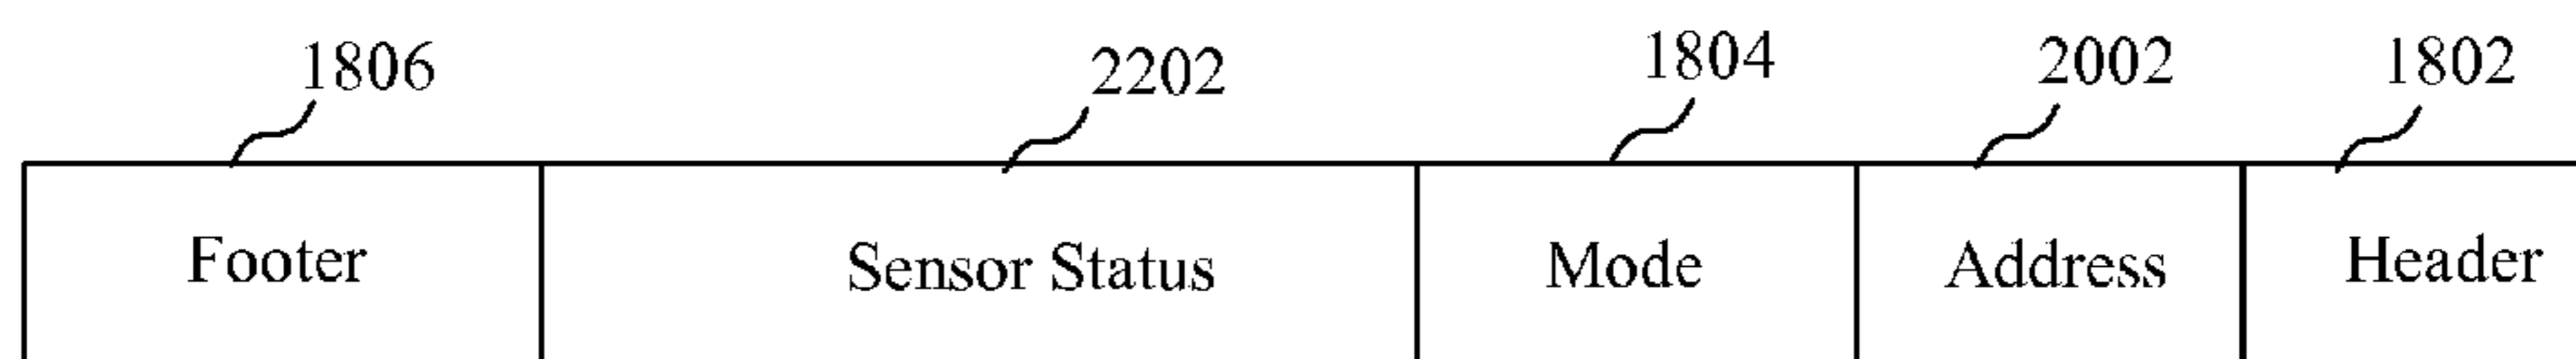 1806 2202 1804 2002 1802
Footer Sensor Status Mode Address Header